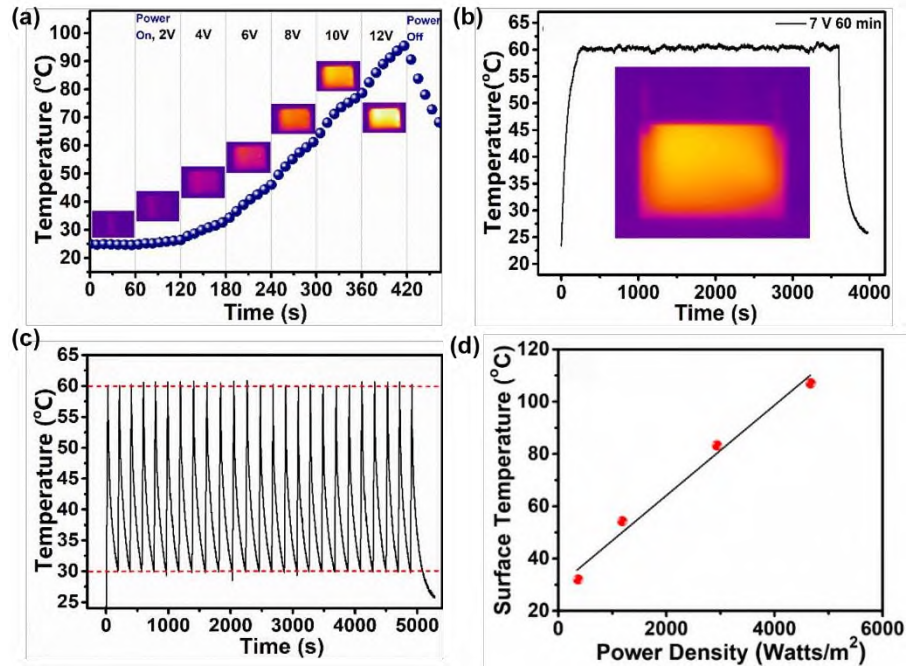 (a)
Power
On, 2V 4V 6V 8V 10V 12V
Power
Off
100
90
80
70
60
50
40
30
20
Temperature (°C)
0 60 120 180 240 300 360 420
Time (s)
(b)
7 V 60 min
65
60
55
50
45
40
35
30
25
20
Temperature(°C)
0 1000 2000 3000 4000
Time (s)
(c)
65
60
55
50
45
40
35
30
25
Temperature (°C)
0 1000 2000 3000 4000 5000
Time (s)
(d)
120
100
80
60
40
20
Surface Temperature (°C)
0 2000 4000 6000
Power Density (Watts/m²)